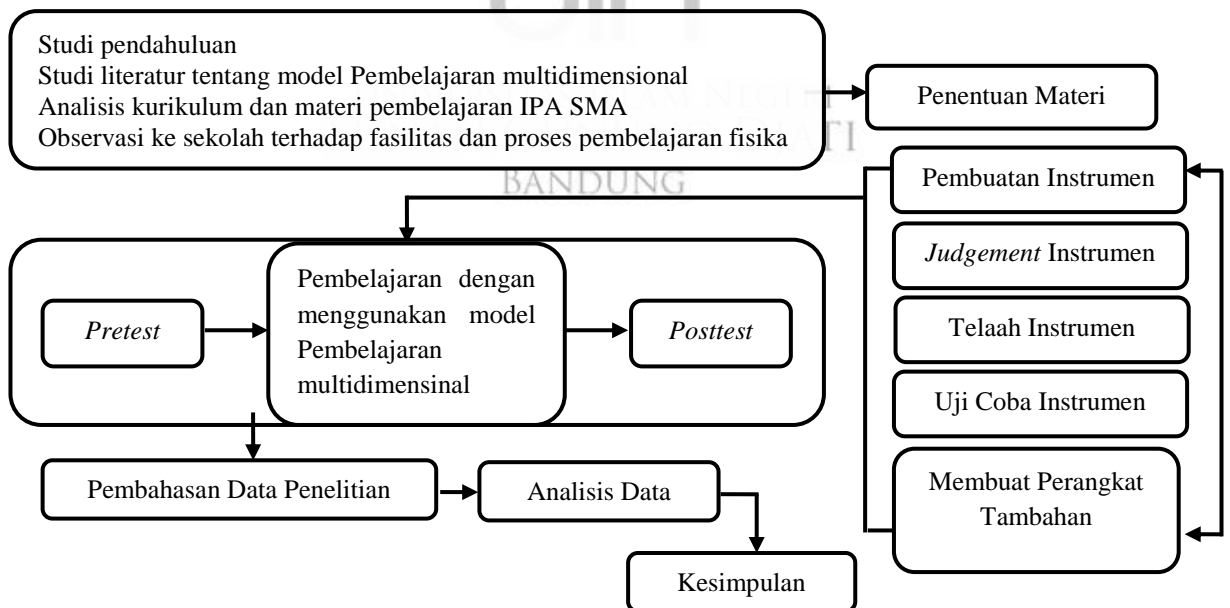 Studi pendahuluan
Studi literatur tentang model Pembelajaran multidimensional
Analisis kurikulum dan materi pembelajaran IPA SMA
Observasi ke sekolah terhadap fasilitas dan proses pembelajaran fisika
Penentuan Materi
BANDUNG
Pembuatan Instrumen
Judgement Instrumen
Telaah Instrumen
Uji Coba Instrumen
Membuat Perangkat
Tambahan
Pretest
Pembelajaran dengan
menggunakan model
Pembelajaran
multidimensinal
Posttest
Pembahasan Data Penelitian
Analisis Data
Kesimpulan